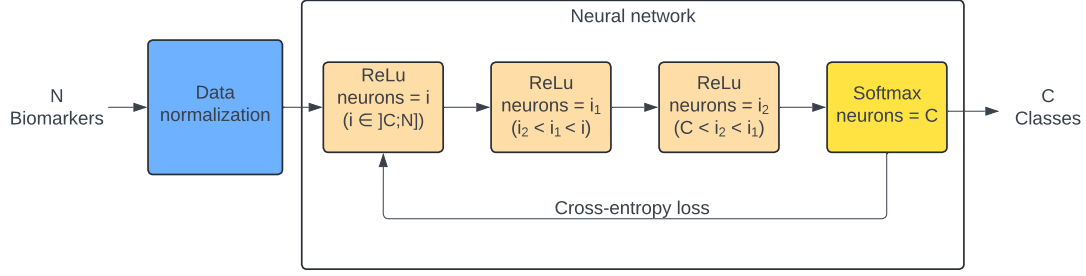 Neural network
N
Biomarkers
Data
normalization
ReLu
neurons = i
(i ∈ ]C;N])
ReLu
neurons = i₁
(i₂ < i₁ < i)
ReLu
neurons = i₂
(C < i₂ < i₁)
Softmax
neurons = C
C
Classes
Cross-entropy loss